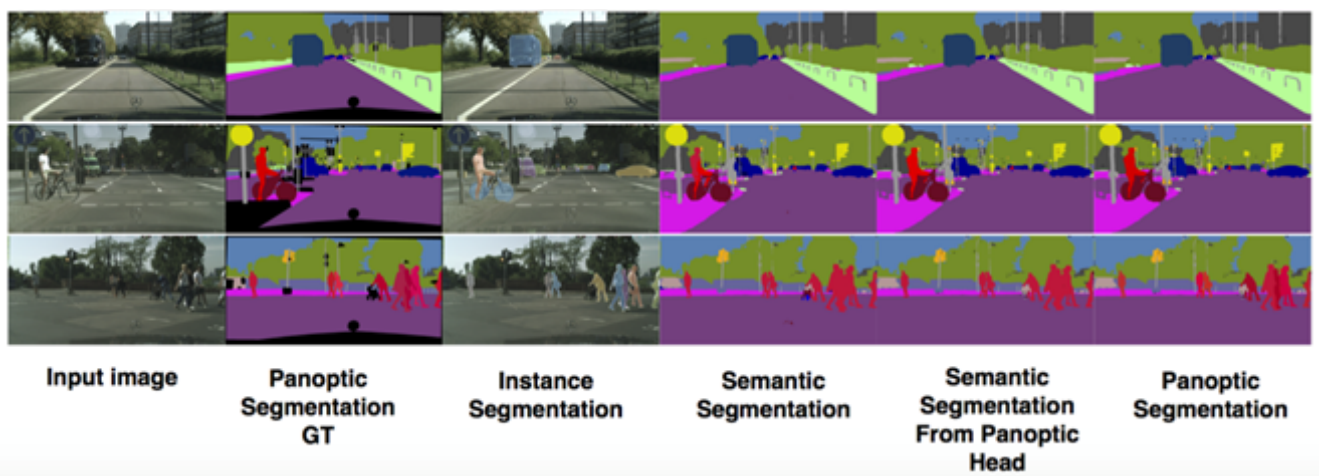 Input image
Panoptic
Segmentation
GT
Instance
Segmentation
Semantic
Segmentation
Semantic
Segmentation
From Panoptic
Head
Panoptic
Segmentation